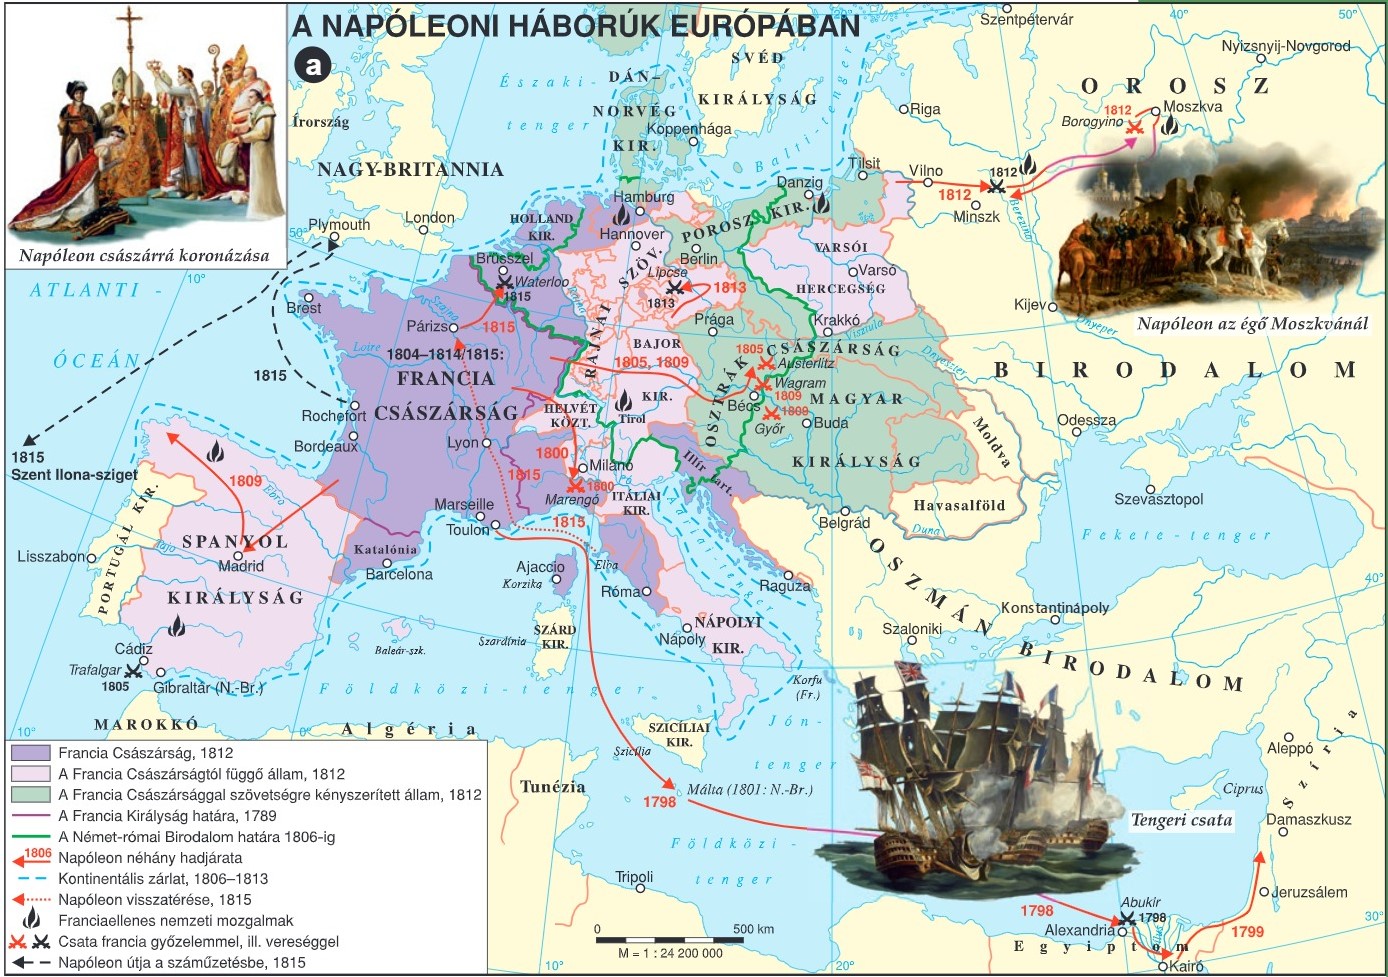 A NAPÓLEONI HÁBORÚK EURÓPÁBAN
a
Napóleon császárrá koronázása
Napóleon az égő Moszkvánál
Tengeri csata
Szentpétervár
40°
50°
Nyizsnyij-Novgorod
OROSZ
BIRODALOM
Moszkva
1812
Borogyino
Riga
Északi-
tenger
DÁN–
NORVÉG
KIR.
SVÉD
KIRÁLYSÁG
Koppenhága
Balti-tenger
Tilsit
Vilno
1812
1812
Berezina
Minszk
Írország
NAGY-BRITANNIA
Plymouth
London
50°
10°
ATLANTI -
ÓCEÁN
Brest
HOLLAND
KIR.
Hamburg
Hannover
Danzig
POROSZ KIR.
Berlin
VARSÓI
HERCEGSÉG
Varsó
Brüsszel
Waterloo
1815
1815
Szajna
Párizs
Loire
1804–1814/1815:
FRANCIA
CSÁSZÁRSÁG
RAJNAI SZÖV.
Lipcse
1813
1813
Prága
Krakkó
Visztula
Kijev
Dnyeper
Dnyeszter
BAJOR
KIR.
1805, 1809
1805
Austerlitz
Wagram
1809
1809
Bécs
Győr
Buda
OSZTRÁK
CSÁSZÁRSÁG
MAGYAR
KIRÁLYSÁG
Moldva
Odessza
Szevasztopol
Havasalföld
Belgrád
Duna
Fekete-tenger
1815
Rochefort
Bordeaux
Lyon
HELVÉT
KÖZT.
Tirol
1800
1815
Milánó
1800
Marengó
Pó
Illír tart.
ITÁLIAI
KIR.
Adriai-tenger
1815
Szent Ilona-sziget
1809
Ebro
SPANYOL
KIRÁLYSÁG
Madrid
Tajo
PORTUGÁL KIR.
Lisszabon
Katalónia
Barcelona
Marseille
Toulon
1815
Ajaccio
Korzika
Elba
Róma
Raguza
OSZMÁN
BIRODALOM
Konstantinápoly
40°
Szaloniki
NÁPOLYI
KIR.
Nápoly
Szardínia
SZÁRD
KIR.
Baleár-szk.
Cádiz
Trafalgar
1805
Gibraltár (N.-Br.)
Földközi-tenger
Korfu
(Fr.)
Jón-
tenger
MAROKKÓ
Algéria
10°
0°
SZICÍLIAI
KIR.
Szicília
Tunézia
1798
Málta (1801: N.-Br.)
Földközi-
tenger
Tripoli
Aleppó
Szíria
Ciprus
Damaszkusz
Jeruzsálem
1798
Abukir
1798
Alexandria
Egyiptom
Nílus
Kairó
1799
30°
10°
20°
0
500 km
M = 1 : 24 200 000
Francia Császárság, 1812
A Francia Császárságtól függő állam, 1812
A Francia Császársággal szövetségre kényszerített állam, 1812
A Francia Királyság határa, 1789
A Német-római Birodalom határa 1806-ig
1806 Napóleon néhány hadjárata
Kontinentális zárlat, 1806–1813
Napóleon visszatérése, 1815
Franciaellenes nemzeti mozgalmak
Csata francia győzelemmel, ill. vereséggel
Napóleon útja a száműzetésbe, 1815